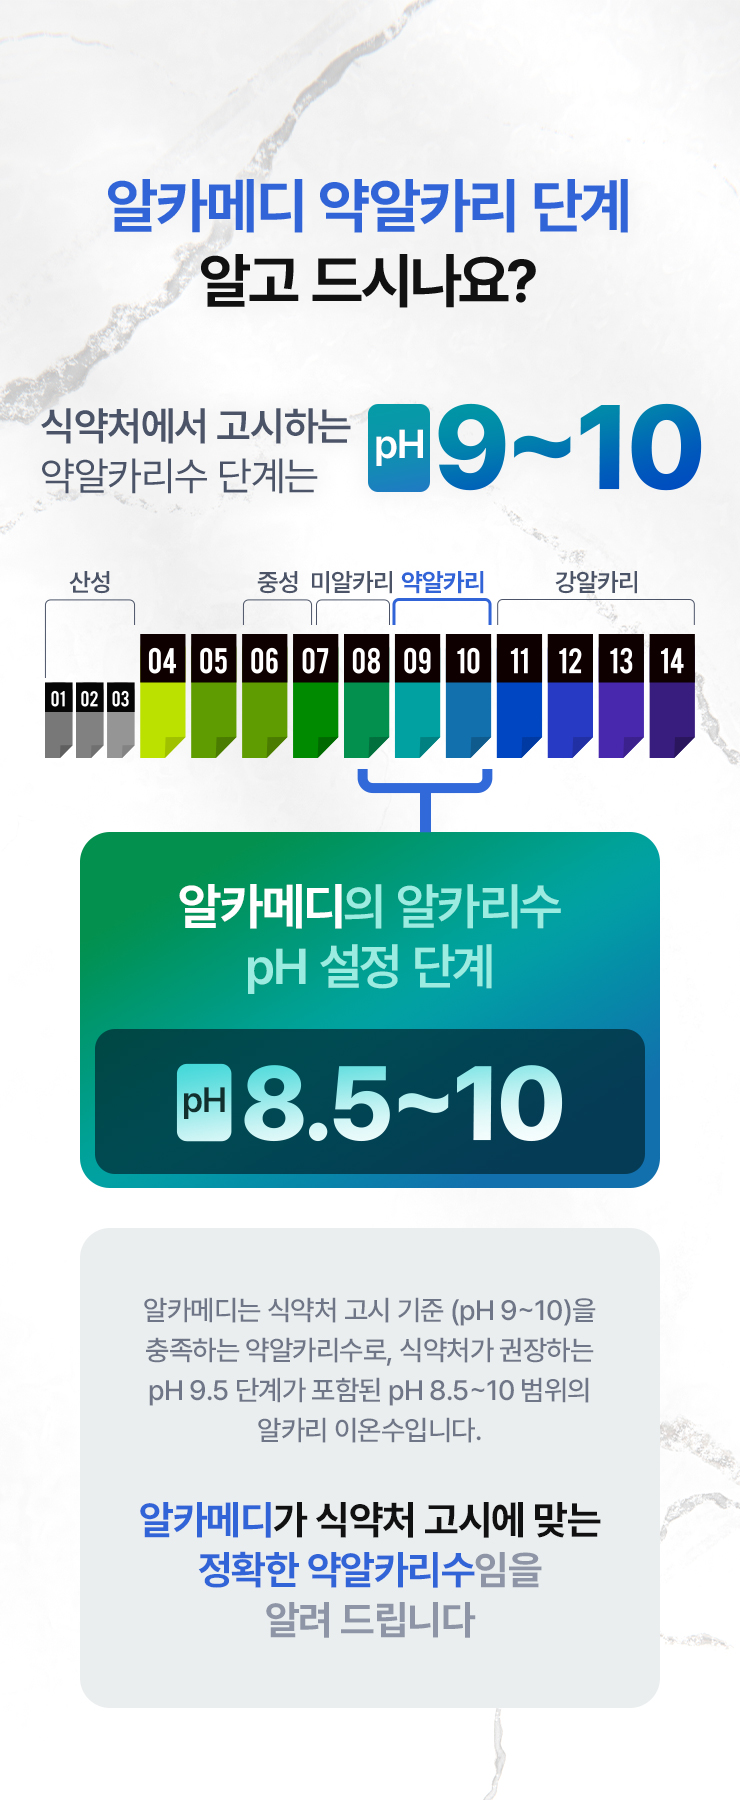 알카메디 약알카리 단계
알고 드시나요?
식약처에서 고시하는
약알카리수 단계는
pH 9~10
산성 중성 미알카리 약알카리 강알카리
01 02 03 04 05 06 07 08 09 10 11 12 13 14
알카메디의 알카리수
pH 설정 단계
pH 8.5~10
알카메디는 식약처 고시 기준 (pH 9~10)을
충족하는 약알카리수로, 식약처가 권장하는
pH 9.5 단계가 포함된 pH 8.5~10 범위의
알카리 이온수입니다.
알카메디가 식약처 고시에 맞는
정확한 약알카리수임을
알려 드립니다